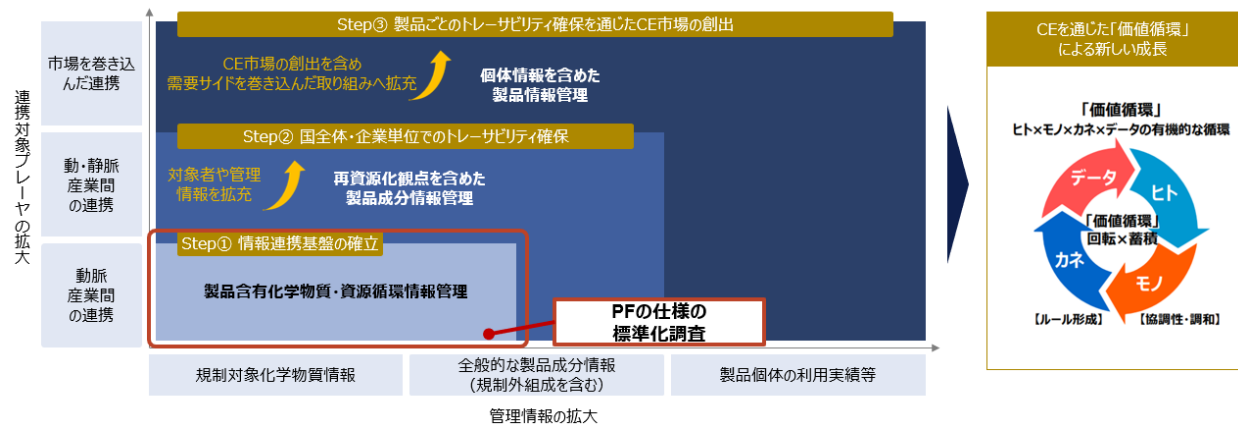 連携対象プレーヤの拡大
市場を巻き込
んだ連携
動・静脈
産業間
の連携
動脈
産業間
の連携
Step③ 製品ごとのトレーサビリティ確保を通じたCE市場の創出
CE市場の創出を含め
需要サイドを巻き込んだ取り組みへ拡充
個体情報を含めた
製品情報管理
Step② 国全体・企業単位でのトレーサビリティ確保
対象者や管理
情報を拡充
再資源化観点を含めた
製品成分情報管理
Step① 情報連携基盤の確立
製品含有化学物質・資源循環情報管理
PFの仕様の
標準化調査
規制対象化学物質情報
全般的な製品成分情報
(規制外組成を含む)
製品個体の利用実績等
管理情報の拡大
CEを通じた「価値循環」
による新しい成長
「価値循環」
ヒト×モノ×カネ×データの有機的な循環
データ
ヒト
「価値循環」
回転×蓄積
カネ
モノ
【ルール形成】
【協調性・調和】